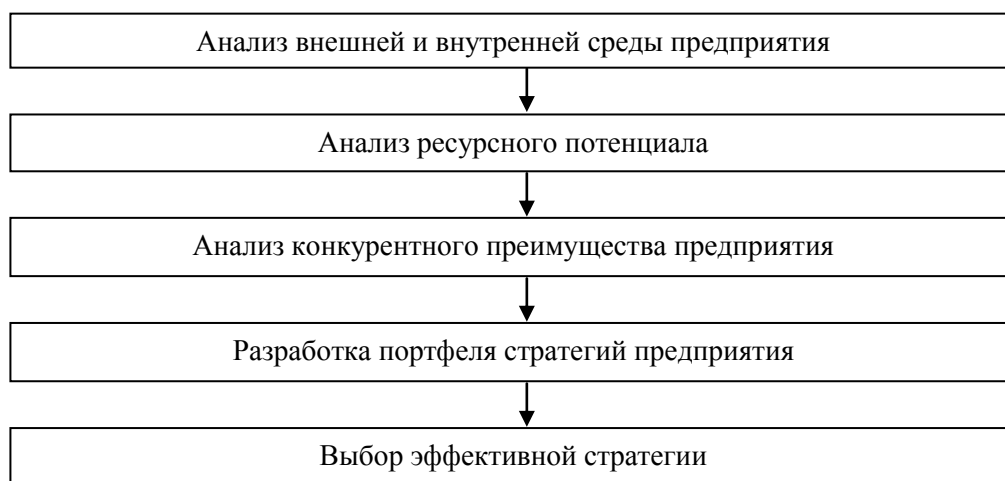 Анализ внешней и внутренней среды предприятия
Анализ ресурсного потенциала
Анализ конкурентного преимущества предприятия
Разработка портфеля стратегий предприятия
Выбор эффективной стратегии